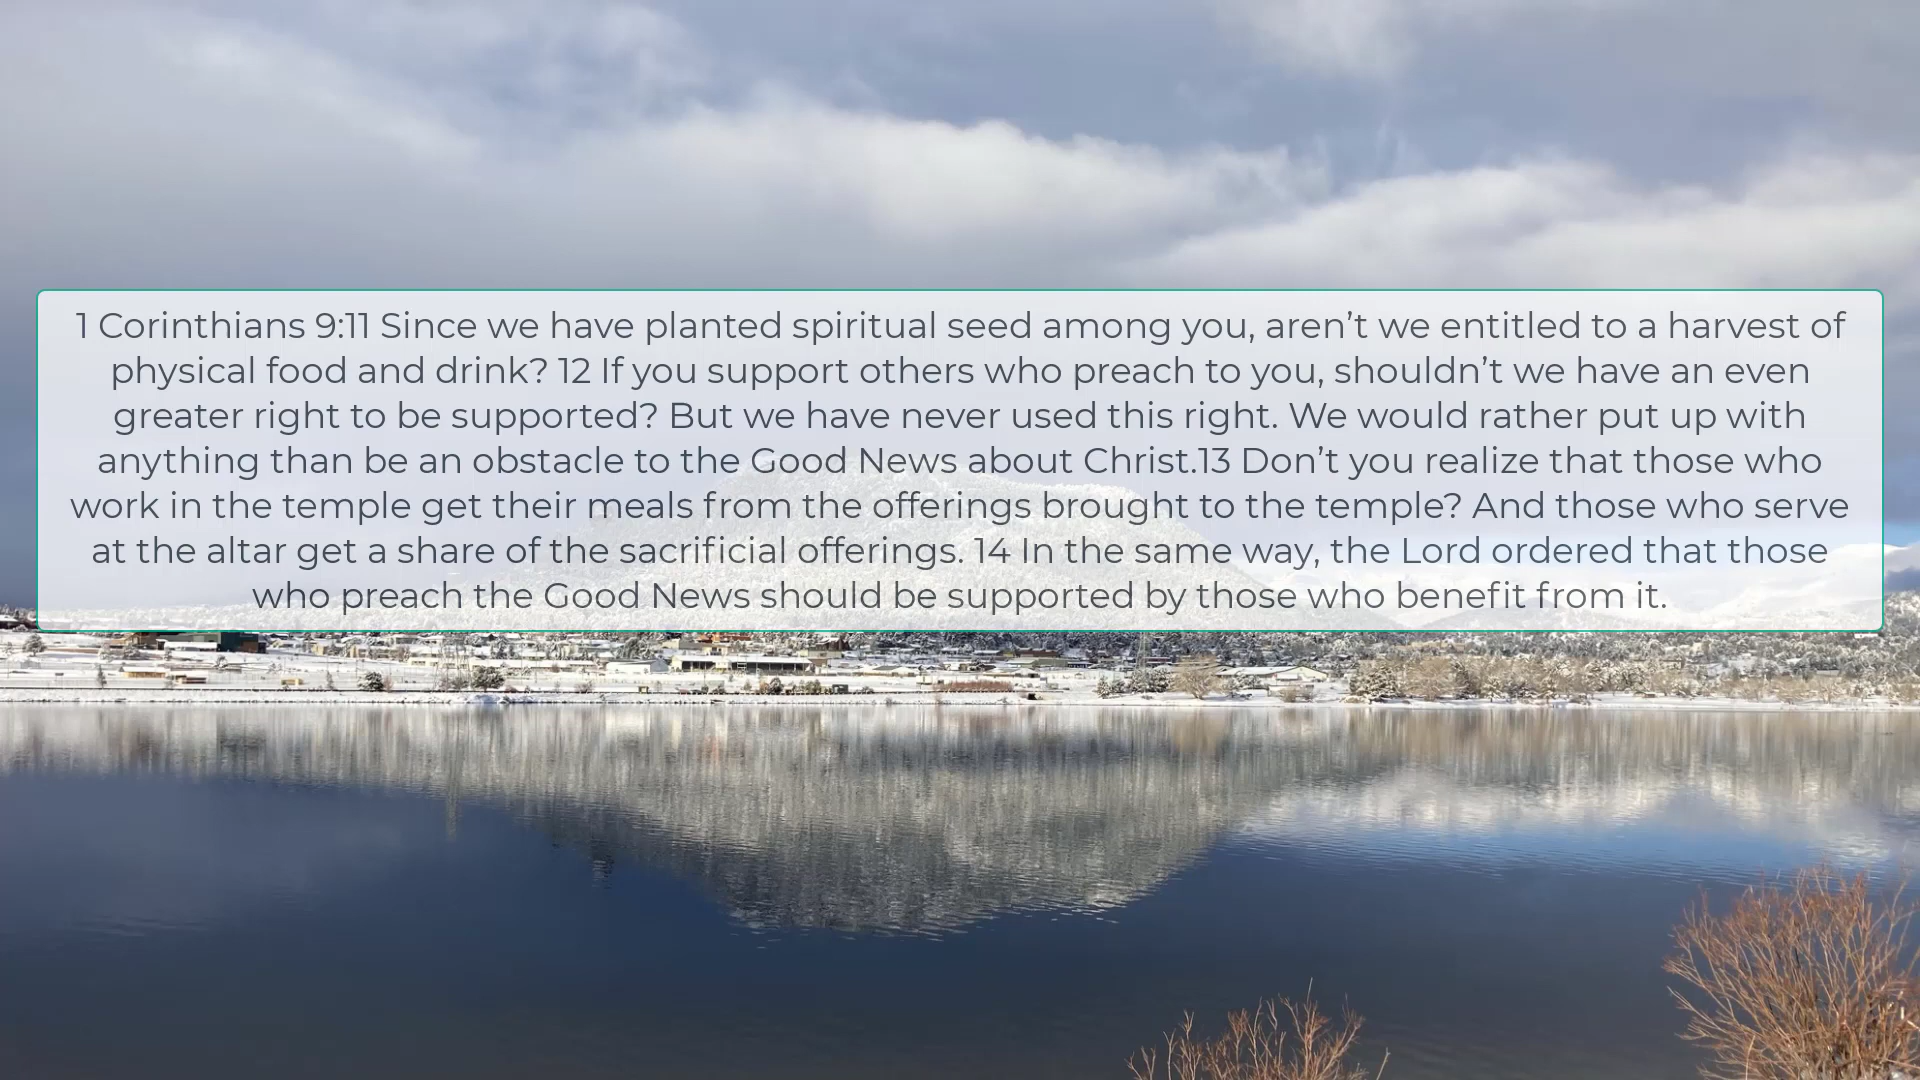 1 Corinthians 9:11 Since we have planted spiritual seed among you, aren’t we entitled to a harvest of
physical food and drink? 12 If you support others who preach to you, shouldn’t we have an even
greater right to be supported? But we have never used this right. We would rather put up with
anything than be an obstacle to the Good News about Christ.13 Don’t you realize that those who
work in the temple get their meals from the offerings brought to the temple? And those who serve
at the altar get a share of the sacrificial offerings. 14 In the same way, the Lord ordered that those
who preach the Good News should be supported by those who benefit from it.